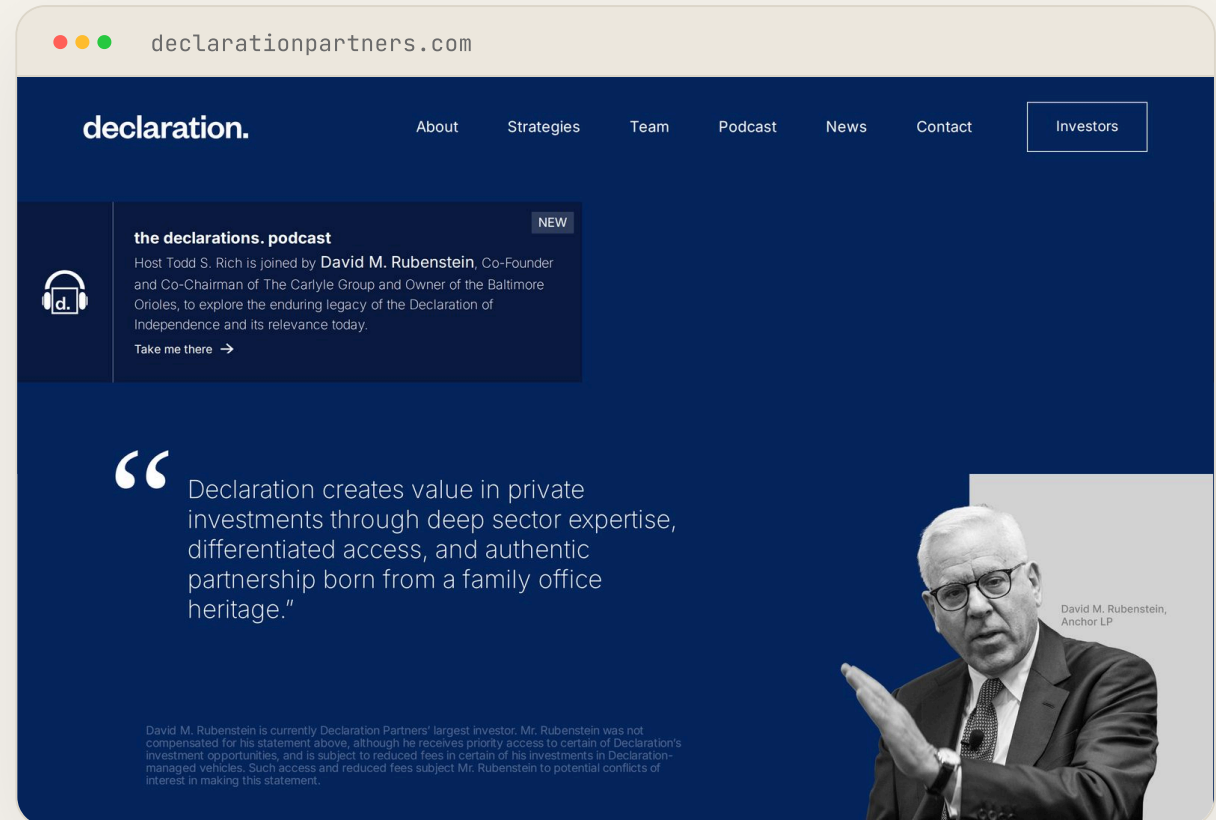 declarationpartners.com
declaration.
About Strategies Team Podcast News Contact Investors
NEW
the declarations. podcast
Host Todd S. Rich is joined by David M. Rubenstein, Co-Founder
and Co-Chairman of The Carlyle Group and Owner of the Baltimore
Orioles, to explore the enduring legacy of the Declaration of
Independence and its relevance today.
Take me there →
d.
“
Declaration creates value in private
investments through deep sector expertise,
differentiated access, and authentic
partnership born from a family office
heritage.”
David M. Rubenstein,
Anchor LP
David M. Rubenstein is currently Declaration Partners’ largest investor. Mr. Rubenstein was not
compensated for his statement above, although he receives priority access to certain of Declaration’s
investment opportunities, and is subject to reduced fees in certain of his investments in Declaration-
managed vehicles. Such access and reduced fees subject Mr. Rubenstein to potential conflicts of
interest in making this statement.